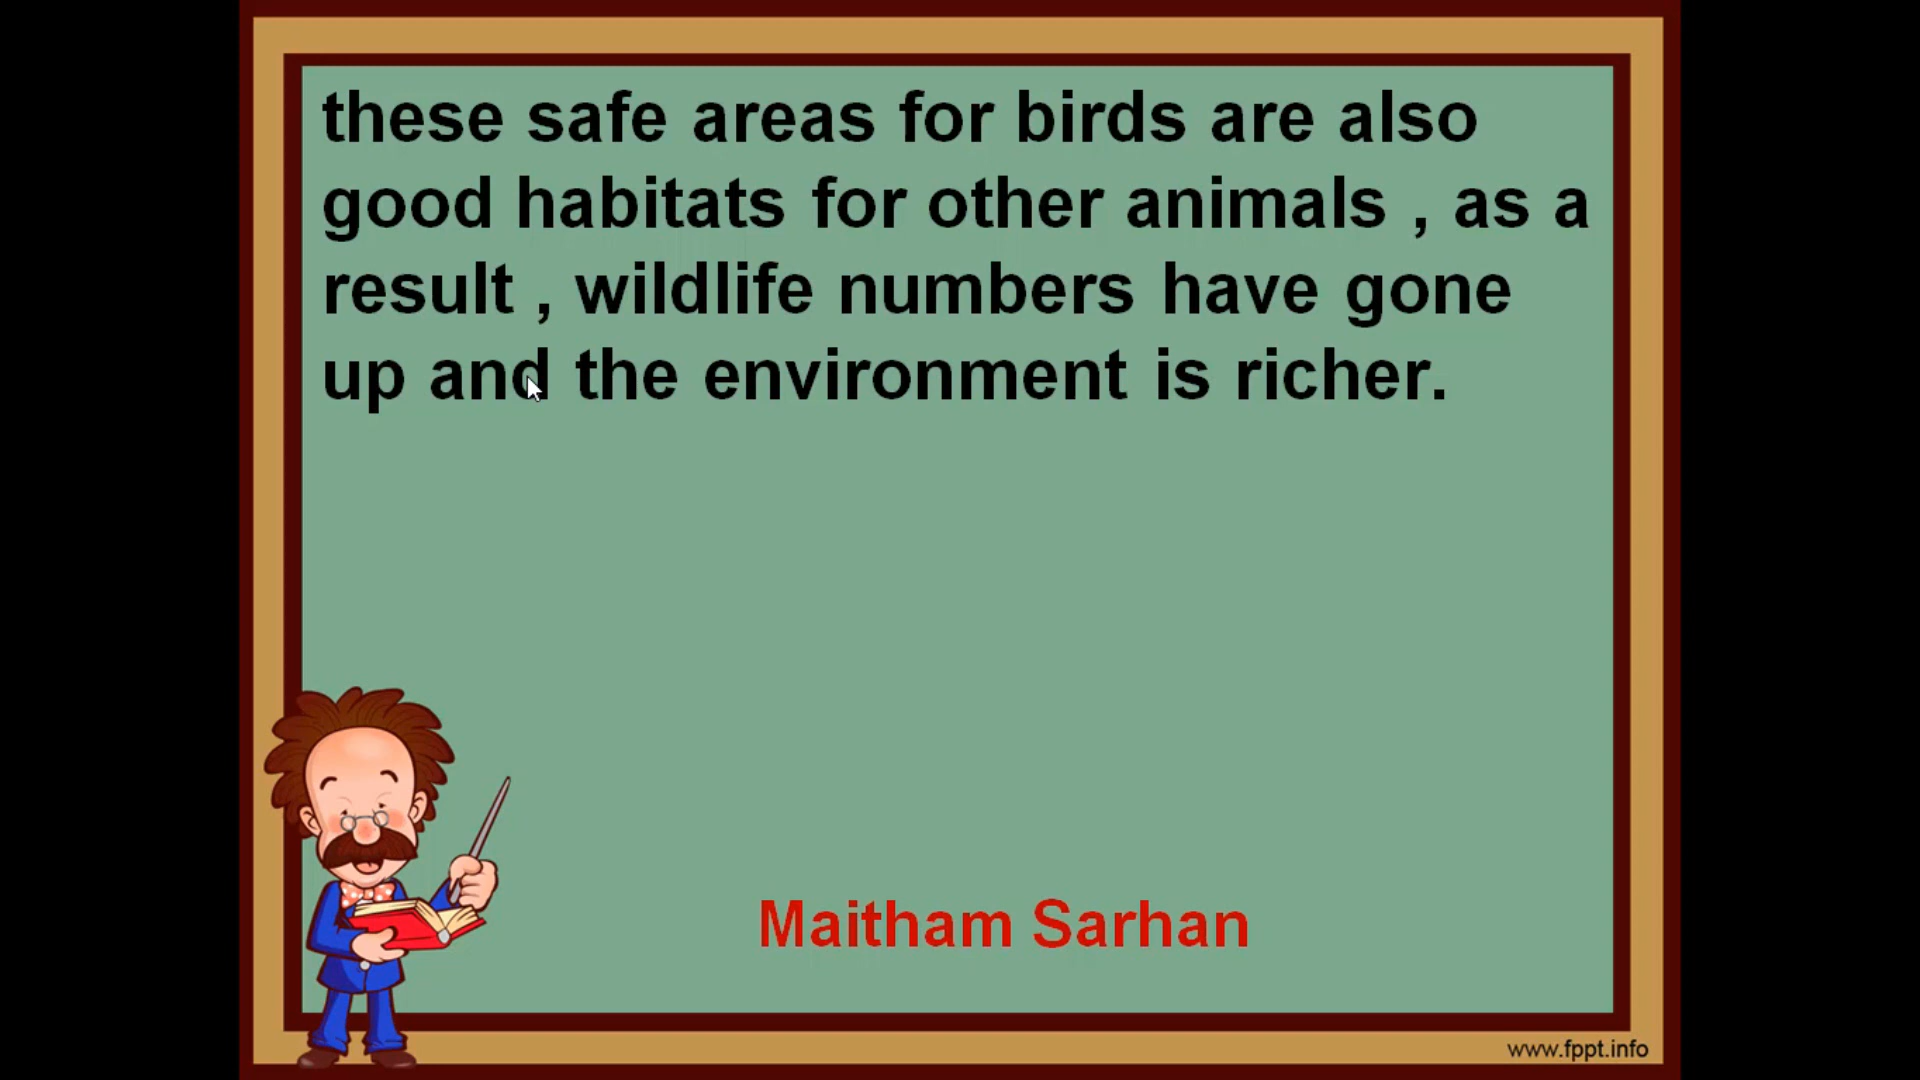 these safe areas for birds are also
good habitats for other animals , as a
result , wildlife numbers have gone
up and the environment is richer.
Maitham Sarhan
www.fppt.info